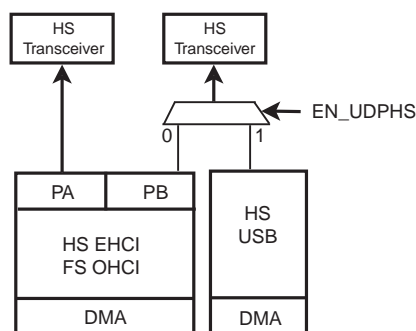 HS
Transceiver
HS
Transceiver
EN_UDPHS
0
1
PA
PB
HS EHCI
FS OHCI
DMA
HS
USB
DMA